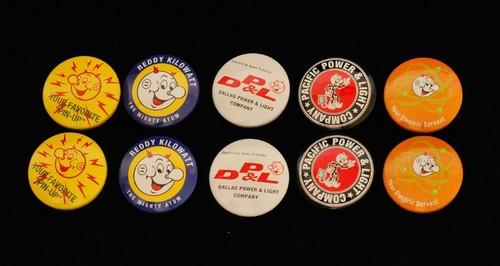 YOUR FAVORITE
"PIN-UP"
REDDY KILOWATT
THE MIGHTY ATOM
DP&L
DALLAS POWER & LIGHT
COMPANY
PACIFIC POWER & LIGHT
COMPANY
Your Electric Servant
YOUR FAVORITE
"PIN-UP"
REDDY KILOWATT
THE MIGHTY ATOM
DP&L
DALLAS POWER & LIGHT
COMPANY
PACIFIC POWER & LIGHT
COMPANY
Your Electric Servant